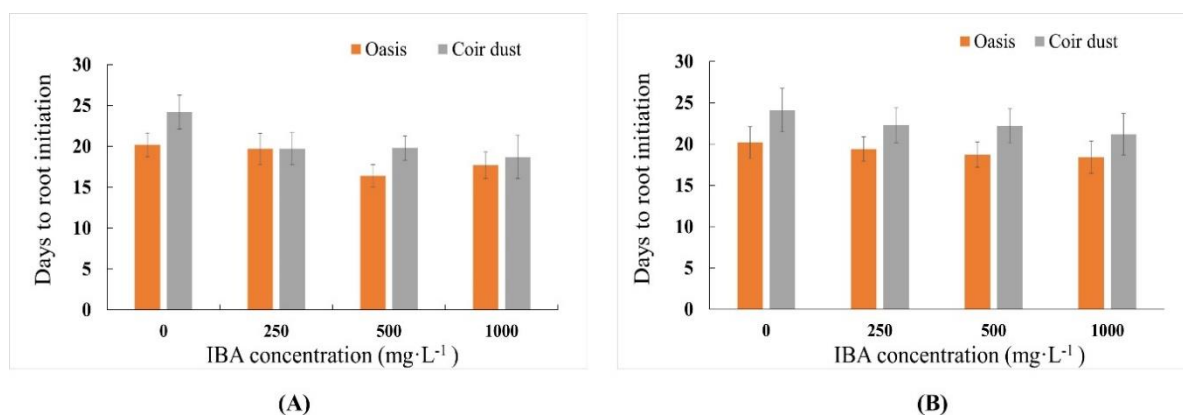 Oasis Coir dust
30
25
20
15
10
5
0
Days to root initiation
0 250 500 1000
IBA concentration (mg·L⁻¹ )
(A)
Oasis Coir dust
30
25
20
15
10
5
0
Days to root initiation
0 250 500 1000
IBA concentration (mg·L⁻¹ )
(B)